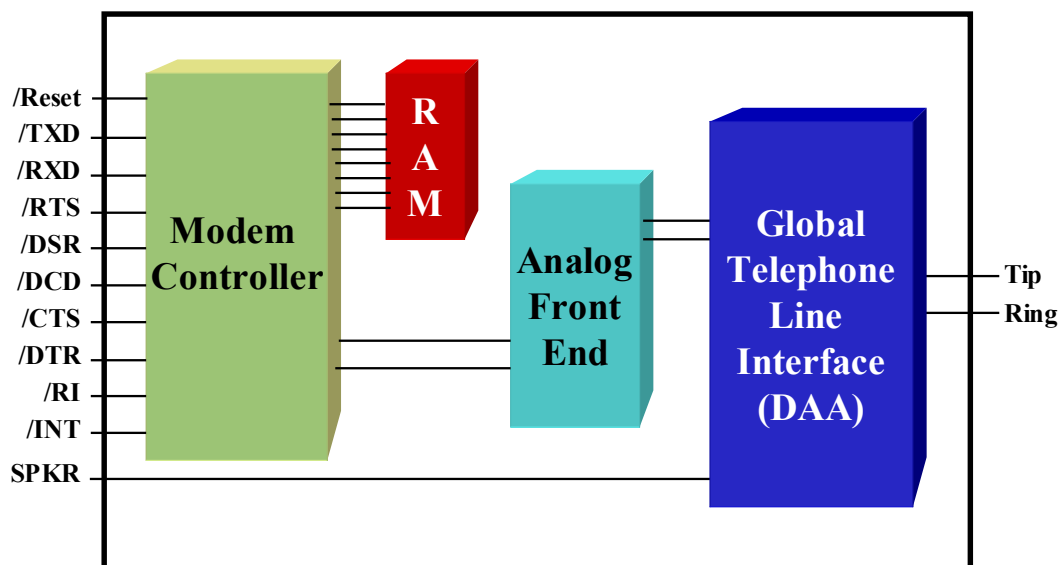 /Reset
/TXD
/RXD
/RTS
/DSR
/DCD
/CTS
/DTR
/RI
/INT
SPKR
Modem
Controller
R
A
M
Analog
Front
End
Global
Telephone
Line
Interface
(DAA)
Tip
Ring